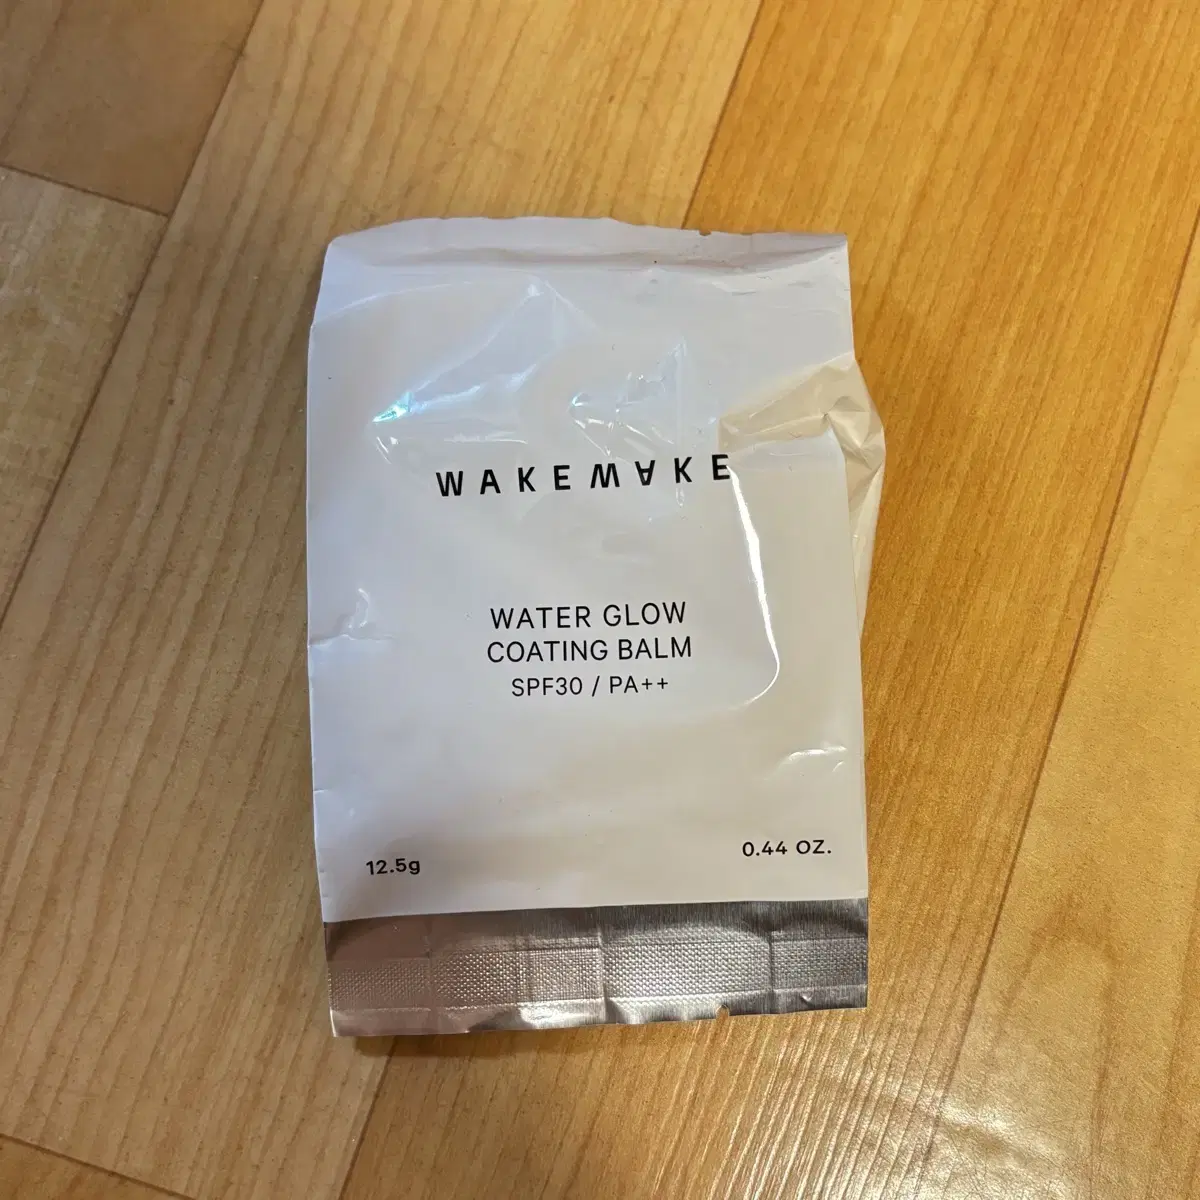 WAKEMAKE
WATER GLOW
COATING BALM
SPF30 / PA++
12.5g
0.44 OZ.